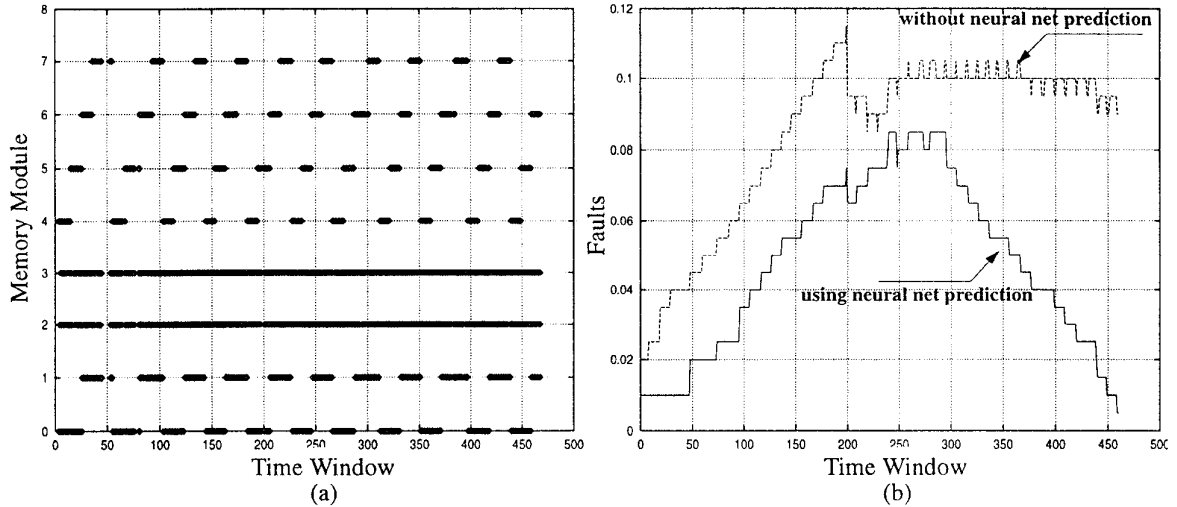 8
7
6
5
4
3
2
1
0
Memory Module
0 50 100 150 200 250 300 350 400 450 500
Time Window
(a)
0.12
0.1
0.08
0.06
0.04
0.02
0
Faults
without neural net prediction
using neural net prediction
0 50 100 150 200 250 300 350 400 450 500
Time Window
(b)